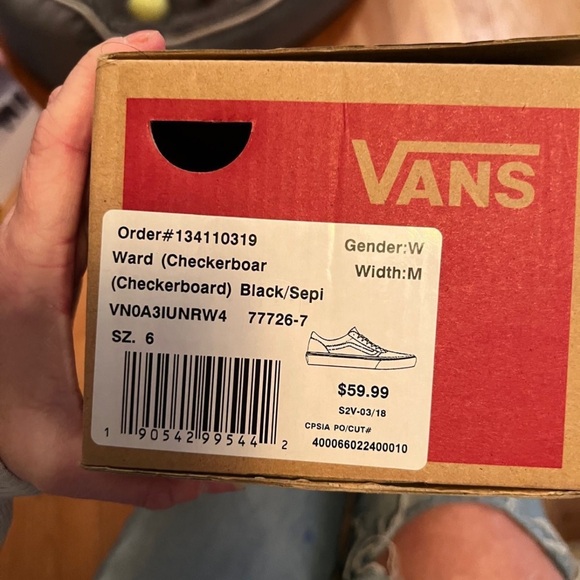 VANS
Order#134110319
Gender:W
Ward (Checkerboar
Width:M
(Checkerboard) Black/Sepi
VN0A3IUNRW4 77726-7
SZ. 6
$59.99
S2V-03/18
CPSIA PO/CUT#
400066022400010
1 90542 99544 2